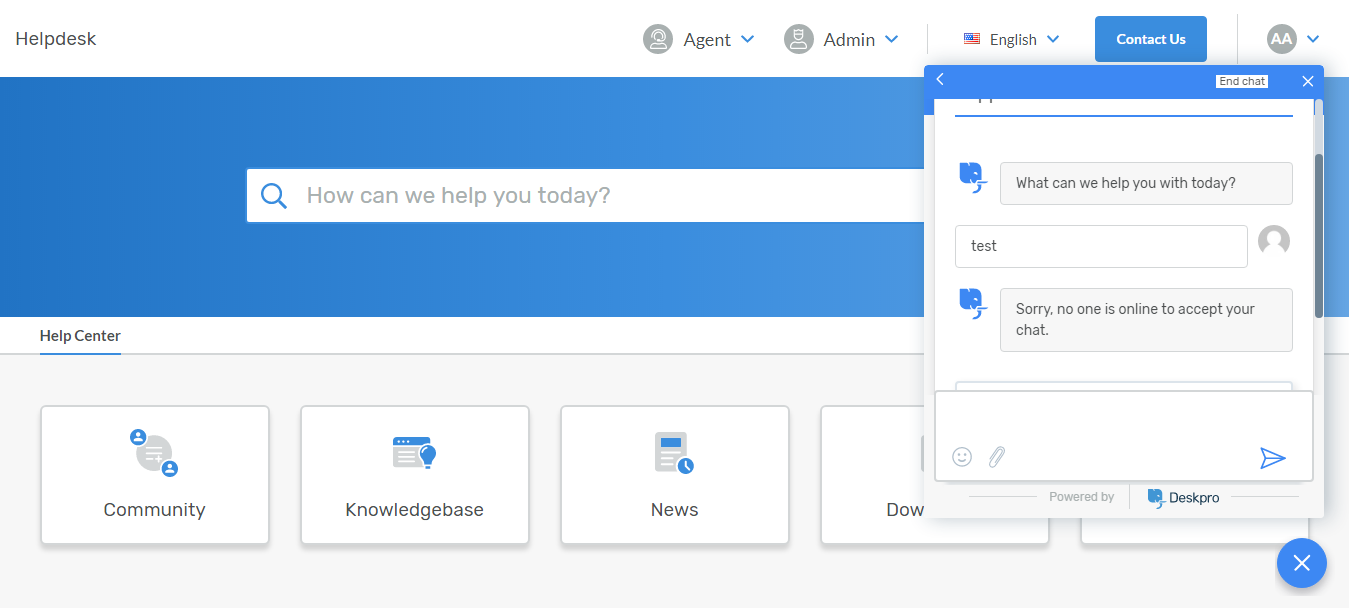 Helpdesk
Agent
Admin
English
Contact Us
AA
End chat
How can we help you today?
What can we help you with today?
test
Sorry, no one is online to accept your
chat.
Help Center
Community
Knowledgebase
News
Dow
Powered by
Deskpro